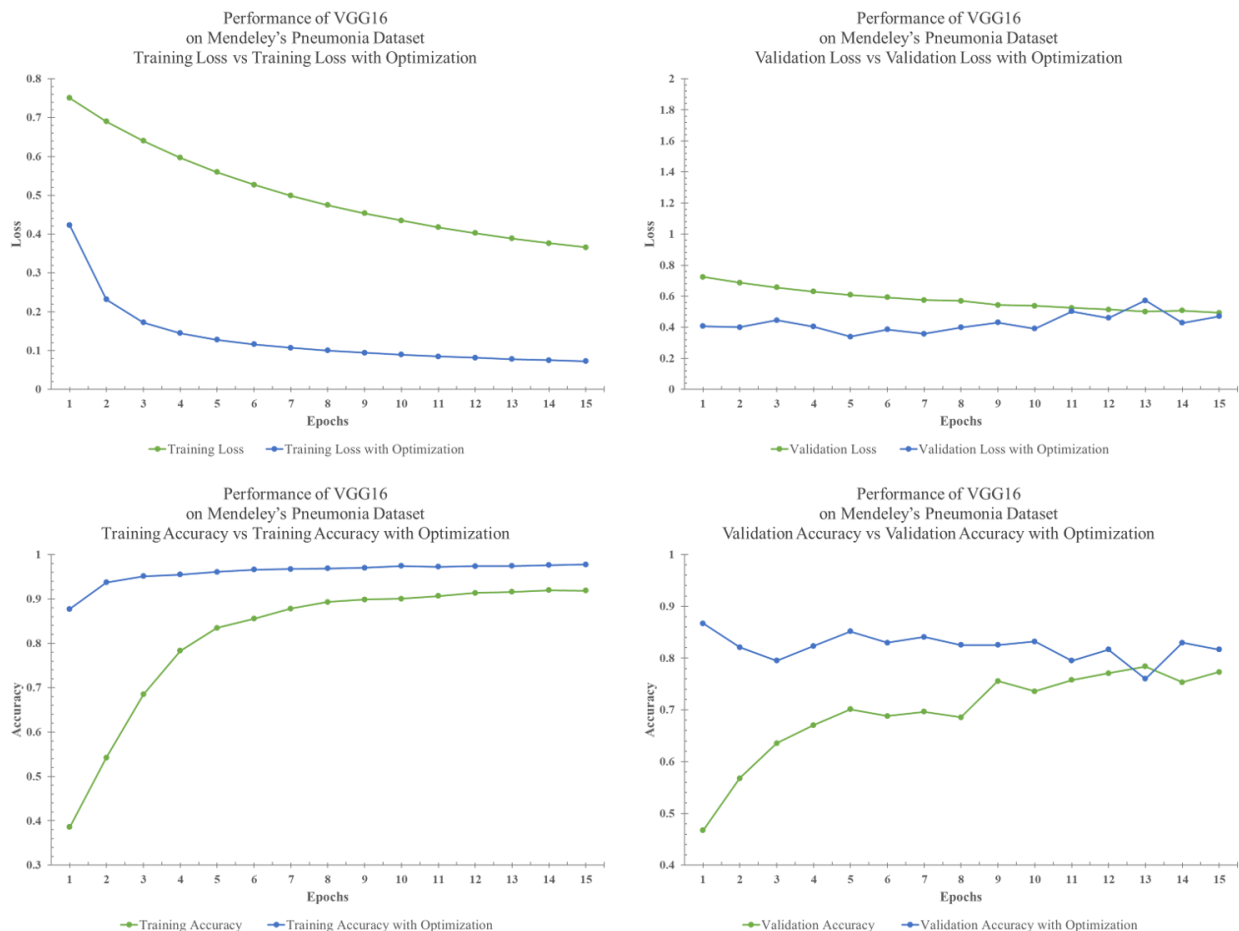 Performance of VGG16
on Mendeley's Pneumonia Dataset
Training Loss vs Training Loss with Optimization
0.8
0.7
0.6
0.5
0.4
0.3
0.2
0.1
0
Loss
1 2 3 4 5 6 7 8 9 10 11 12 13 14 15
Epochs
Training Loss Training Loss with Optimization
Performance of VGG16
on Mendeley's Pneumonia Dataset
Validation Loss vs Validation Loss with Optimization
2
1.8
1.6
1.4
1.2
1
0.8
0.6
0.4
0.2
0
Loss
1 2 3 4 5 6 7 8 9 10 11 12 13 14 15
Epochs
Validation Loss Validation Loss with Optimization
Performance of VGG16
on Mendeley's Pneumonia Dataset
Training Accuracy vs Training Accuracy with Optimization
1
0.9
0.8
0.7
0.6
0.5
0.4
0.3
Accuracy
1 2 3 4 5 6 7 8 9 10 11 12 13 14 15
Epochs
Training Accuracy Training Accuracy with Optimization
Performance of VGG16
on Mendeley's Pneumonia Dataset
Validation Accuracy vs Validation Accuracy with Optimization
1
0.9
0.8
0.7
0.6
0.5
0.4
Accuracy
1 2 3 4 5 6 7 8 9 10 11 12 13 14 15
Epochs
Validation Accuracy Validation Accuracy with Optimization